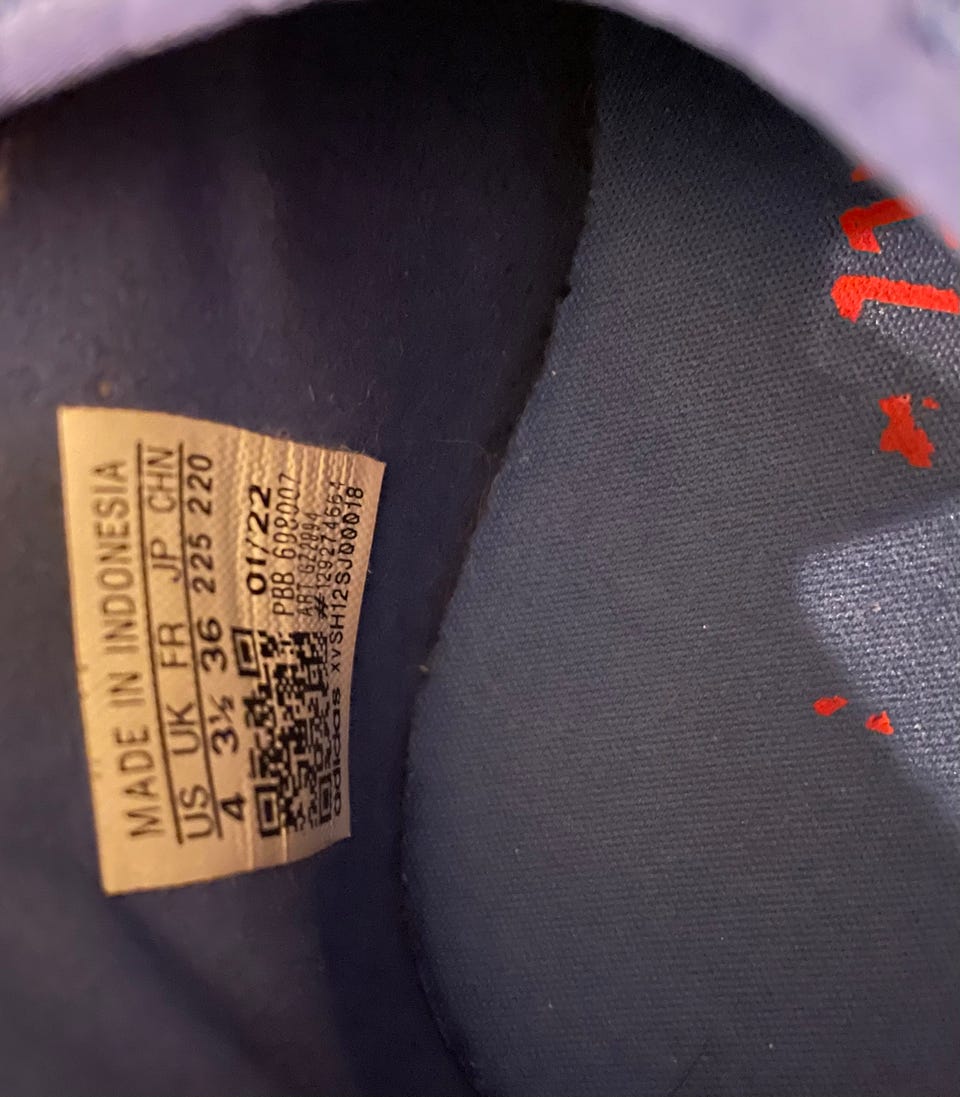 MADE IN INDONESIA
US UK FR JP CHN
4 3½ 36 225 220
01/22
PBB 608007
ART GZ2094
#129274664
adidas xvSH12SJ00018